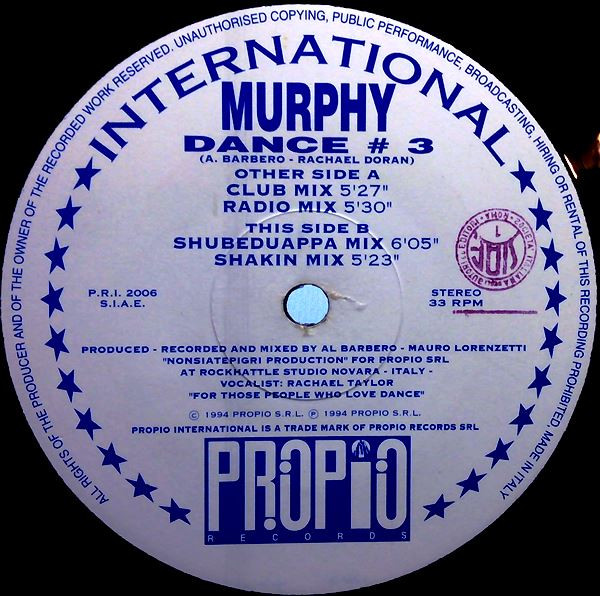 ALL RIGHTS OF THE PRODUCER AND OF THE OWNER OF THE RECORDED WORK RESERVED. UNAUTHORISED COPYING, PUBLIC PERFORMANCE, BROADCASTING, HIRING OR RENTAL OF THIS RECORDING PROHIBITED. MADE IN ITALY
INTERNATIONAL
MURPHY
DANCE # 3
(A. BARBERO - RACHAEL DORAN)
OTHER SIDE A
CLUB MIX 5'27"
RADIO MIX 5'30"
THIS SIDE B
SHUBEDUAPPA MIX 6'05"
SHAKIN MIX 5'23"
P.R.I. 2006
S.I.A.E.
STEREO
33 RPM
PRODUCED - RECORDED AND MIXED BY AL BARBERO - MAURO LORENZETTI
"NONSIATEPIGRI PRODUCTION" FOR PROPIO SRL
AT ROCKMATTLE STUDIO NOVARA - ITALY -
VOCALIST: RACHAEL TAYLOR
"FOR THOSE PEOPLE WHO LOVE DANCE"
© 1994 PROPIO S.R.L. ℗ 1994 PROPIO S.R.L.
PROPIO INTERNATIONAL IS A TRADE MARK OF PROPIO RECORDS SRL
PROPIO
RECORDS